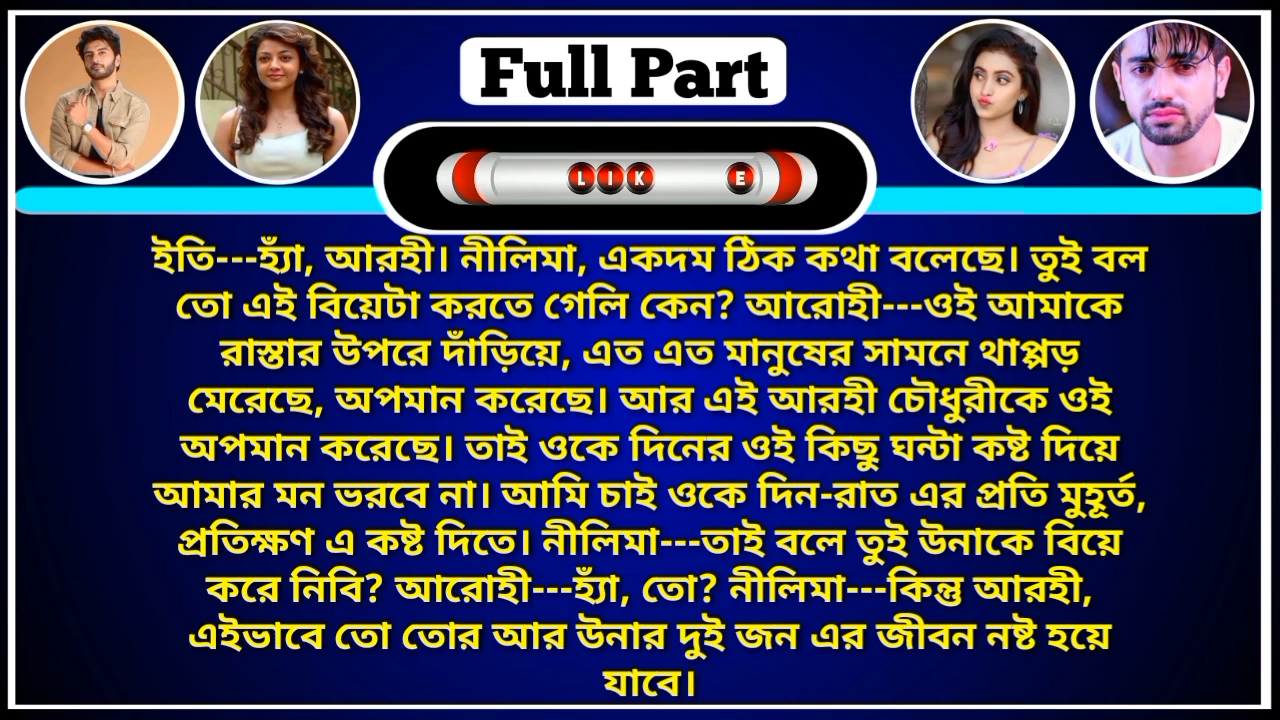 Full Part
LIK E
ইতি---হ্যাঁ, আরহী। নীলিমা, একদম ঠিক কথা বলেছে। তুই বল
তো এই বিয়েটা করতে গেলি কেন? আরোহী---ওই আমাকে
রাস্তার উপরে দাঁড়িয়ে, এত এত মানুষের সামনে থাপ্পড়
মেরেছে, অপমান করেছে। আর এই আরহী চৌধুরীকে ওই
অপমান করেছে। তাই ওকে দিনের ওই কিছু ঘন্টা কষ্ট দিয়ে
আমার মন ভরবে না। আমি চাই ওকে দিন-রাত এর প্রতি মুহূর্ত,
প্রতিক্ষণ এ কষ্ট দিতে। নীলিমা---তাই বলে তুই উনাকে বিয়ে
করে নিবি? আরোহী---হ্যাঁ, তো? নীলিমা---কিন্তু আরহী,
এইভাবে তো তোর আর উনার দুই জন এর জীবন নষ্ট হয়ে
যাবে।